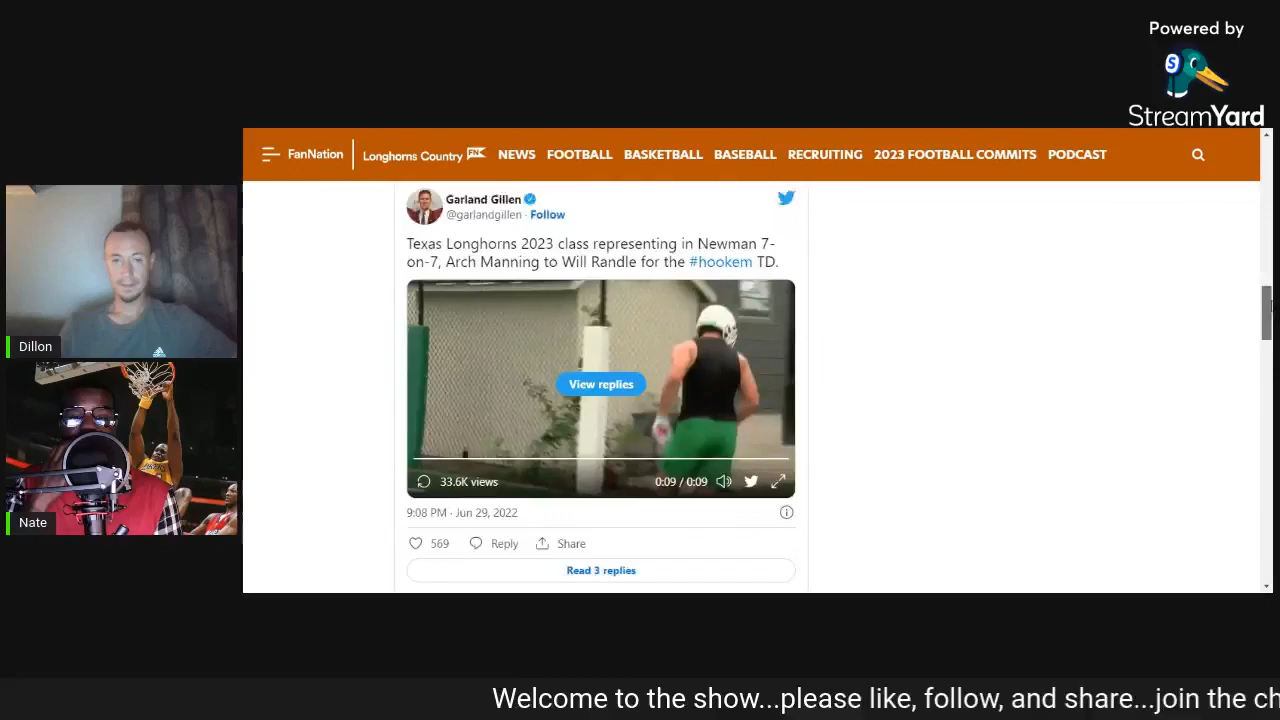 Powered by
S
StreamYard
FanNation
Longhorns Country FN
NEWS FOOTBALL BASKETBALL BASEBALL RECRUITING 2023 FOOTBALL COMMITS PODCAST
Garland Gillen
@garlandgillen · Follow
Texas Longhorns 2023 class representing in Newman 7-
on-7, Arch Manning to Will Randle for the #hookem TD.
View replies
33.6K views
0:09 / 0:09
9:08 PM · Jun 29, 2022
569 Reply Share
Read 3 replies
Dillon
Nate
Welcome to the show...please like, follow, and share...join the ch